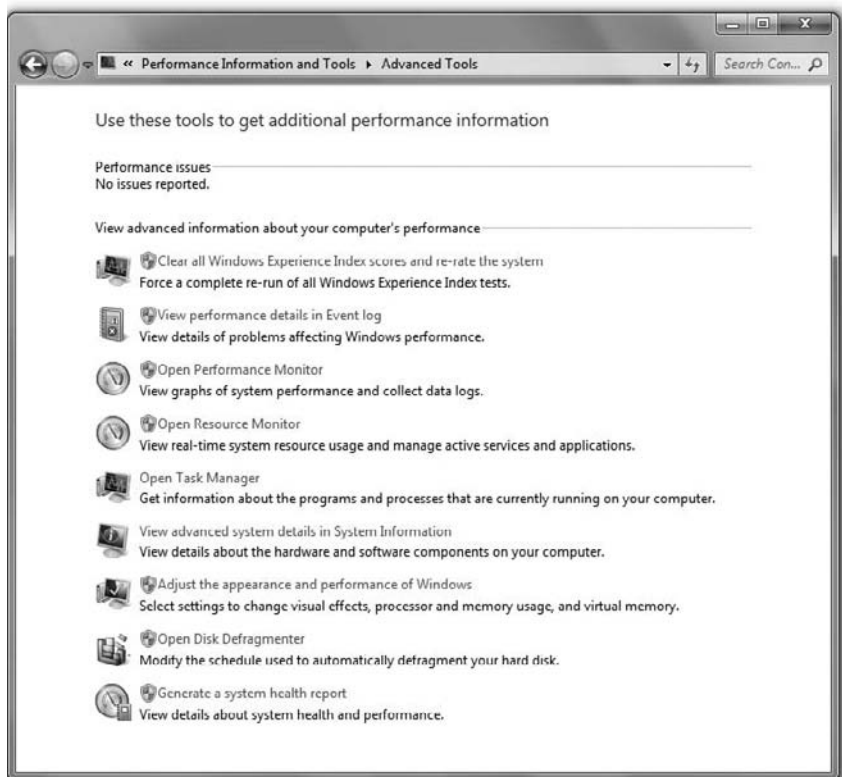 « Performance Information and Tools ▸ Advanced Tools
Search Con...
Use these tools to get additional performance information
Performance issues
No issues reported.
View advanced information about your computer's performance
Clear all Windows Experience Index scores and re-rate the system
Force a complete re-run of all Windows Experience Index tests.
View performance details in Event log
View details of problems affecting Windows performance.
Open Performance Monitor
View graphs of system performance and collect data logs.
Open Resource Monitor
View real-time system resource usage and manage active services and applications.
Open Task Manager
Get information about the programs and processes that are currently running on your computer.
View advanced system details in System Information
View details about the hardware and software components on your computer.
Adjust the appearance and performance of Windows
Select settings to change visual effects, processor and memory usage, and virtual memory.
Open Disk Defragmenter
Modify the schedule used to automatically defragment your hard disk.
Generate a system health report
View details about system health and performance.